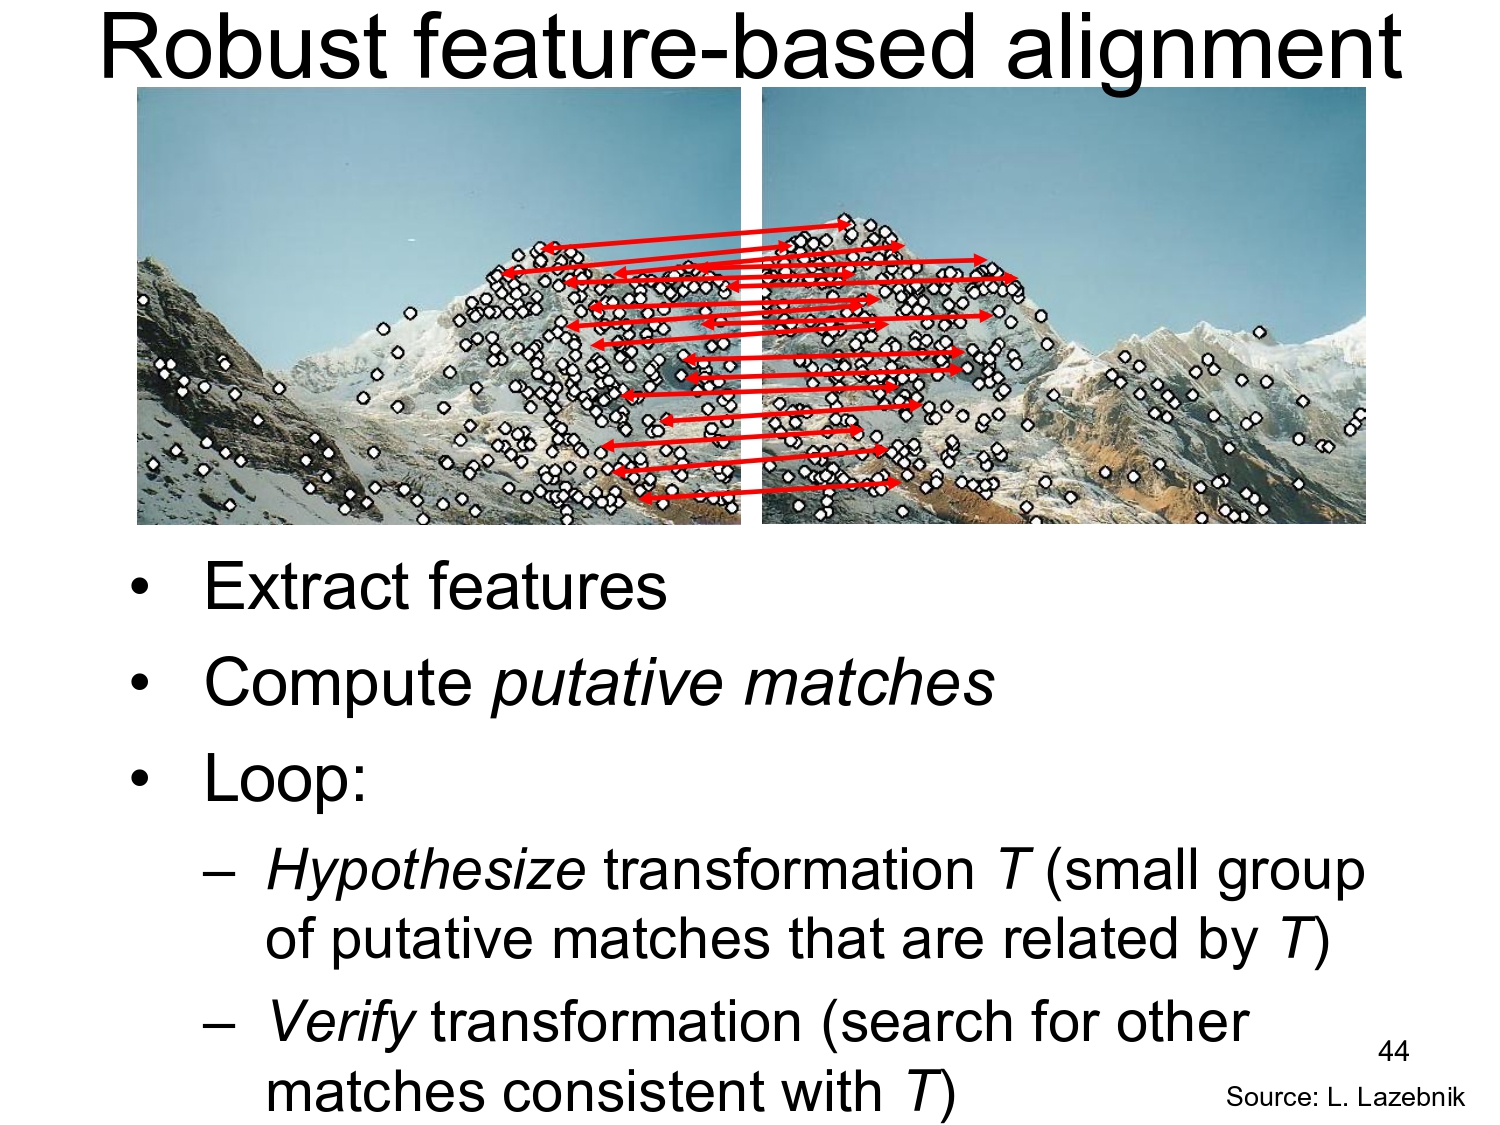 Robust feature-based alignment
• Extract features
• Compute putative matches
• Loop:
– Hypothesize transformation T (small group
of putative matches that are related by T)
– Verify transformation (search for other
matches consistent with T)
44
Source: L. Lazebnik